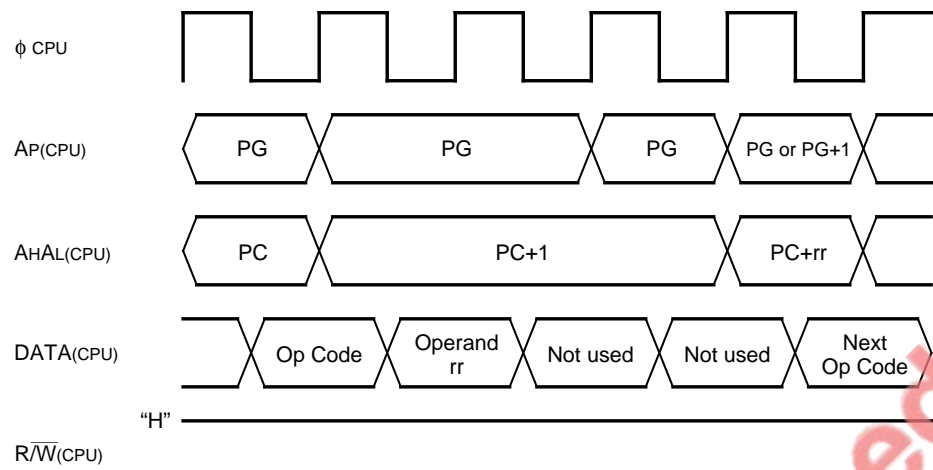 ϕ CPU
AP(CPU) PG PG PG PG or PG+1
AHAL(CPU) PC PC+1 PC+rr
DATA(CPU) Op Code Operand rr Not used Not used Next Op Code
“H”
R/W̅(CPU)